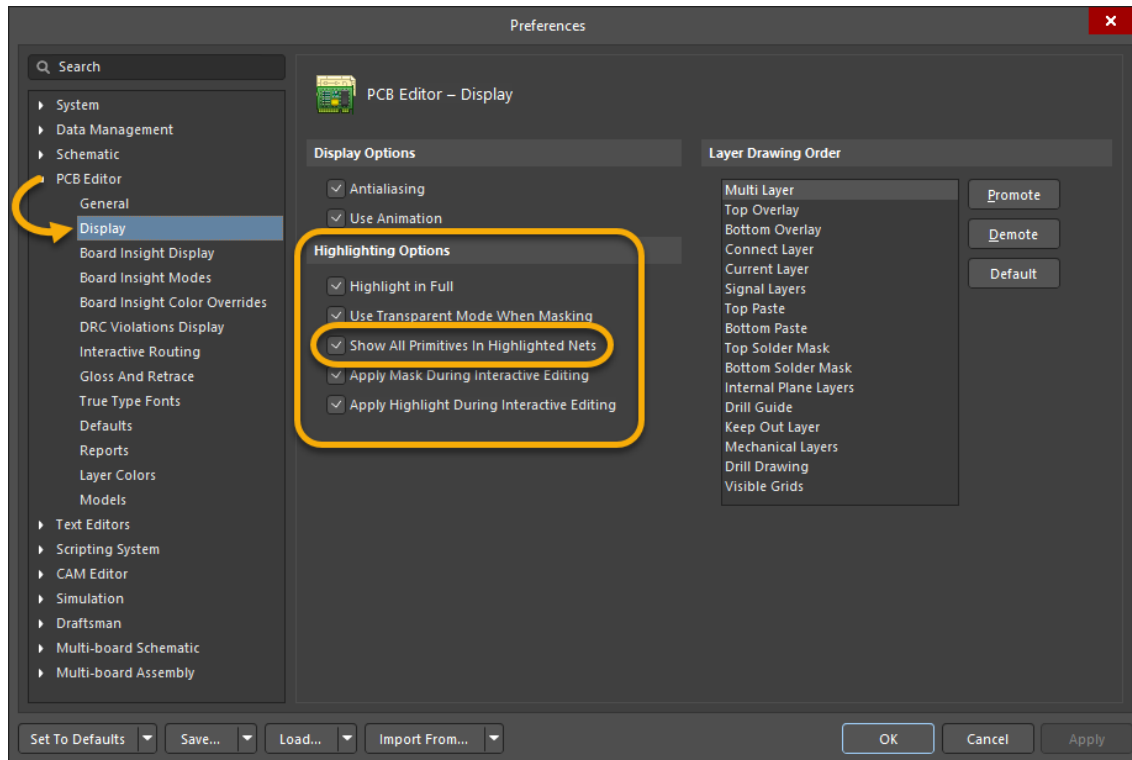 Preferences
Search
System
Data Management
Schematic
PCB Editor
General
Display
Board Insight Display
Board Insight Modes
Board Insight Color Overrides
DRC Violations Display
Interactive Routing
Gloss And Retrace
True Type Fonts
Defaults
Reports
Layer Colors
Models
Text Editors
Scripting System
CAM Editor
Simulation
Draftsman
Multi-board Schematic
Multi-board Assembly
PCB Editor – Display
Display Options
Antialiasing
Use Animation
Highlighting Options
Highlight in Full
Use Transparent Mode When Masking
Show All Primitives In Highlighted Nets
Apply Mask During Interactive Editing
Apply Highlight During Interactive Editing
Layer Drawing Order
Multi Layer
Top Overlay
Bottom Overlay
Connect Layer
Current Layer
Signal Layers
Top Paste
Bottom Paste
Top Solder Mask
Bottom Solder Mask
Internal Plane Layers
Drill Guide
Keep Out Layer
Mechanical Layers
Drill Drawing
Visible Grids
Promote
Demote
Default
Set To Defaults
Save...
Load...
Import From...
OK
Cancel
Apply